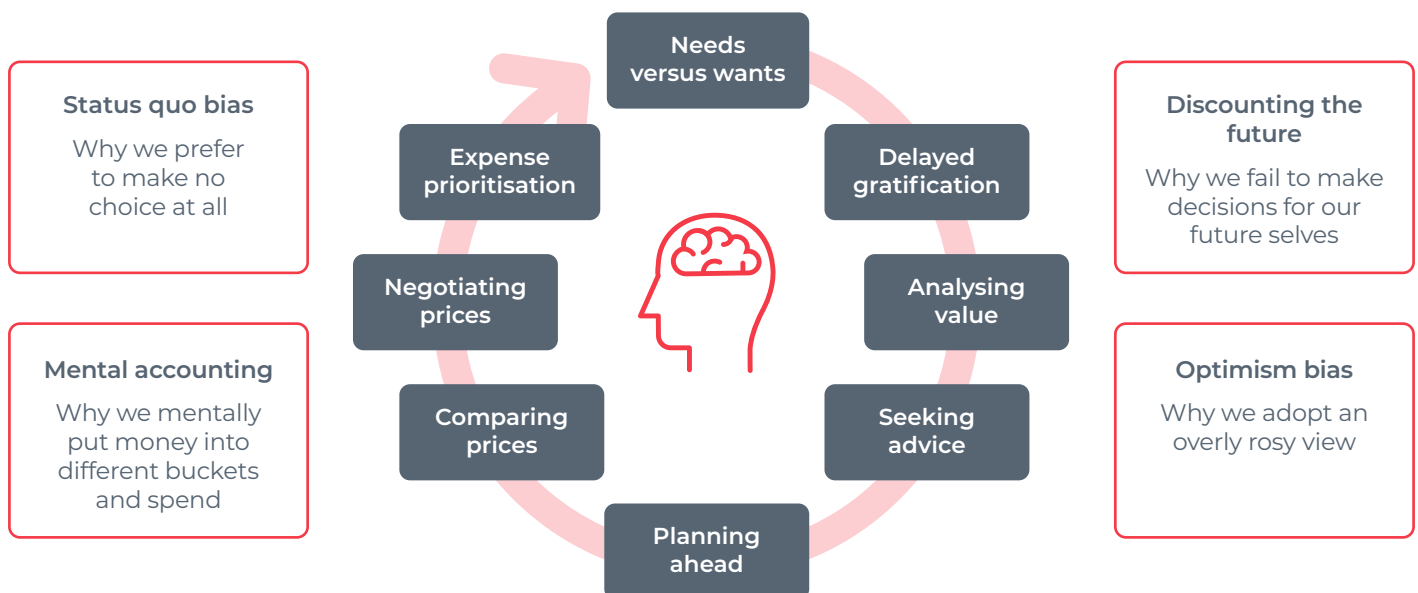 Status quo bias
Why we prefer
to make no
choice at all
Mental accounting
Why we mentally
put money into
different buckets
and spend
Needs
versus wants
Delayed
gratification
Analysing
value
Seeking
advice
Planning
ahead
Comparing
prices
Negotiating
prices
Expense
prioritisation
Discounting the
future
Why we fail to make
decisions for our
future selves
Optimism bias
Why we adopt an
overly rosy view